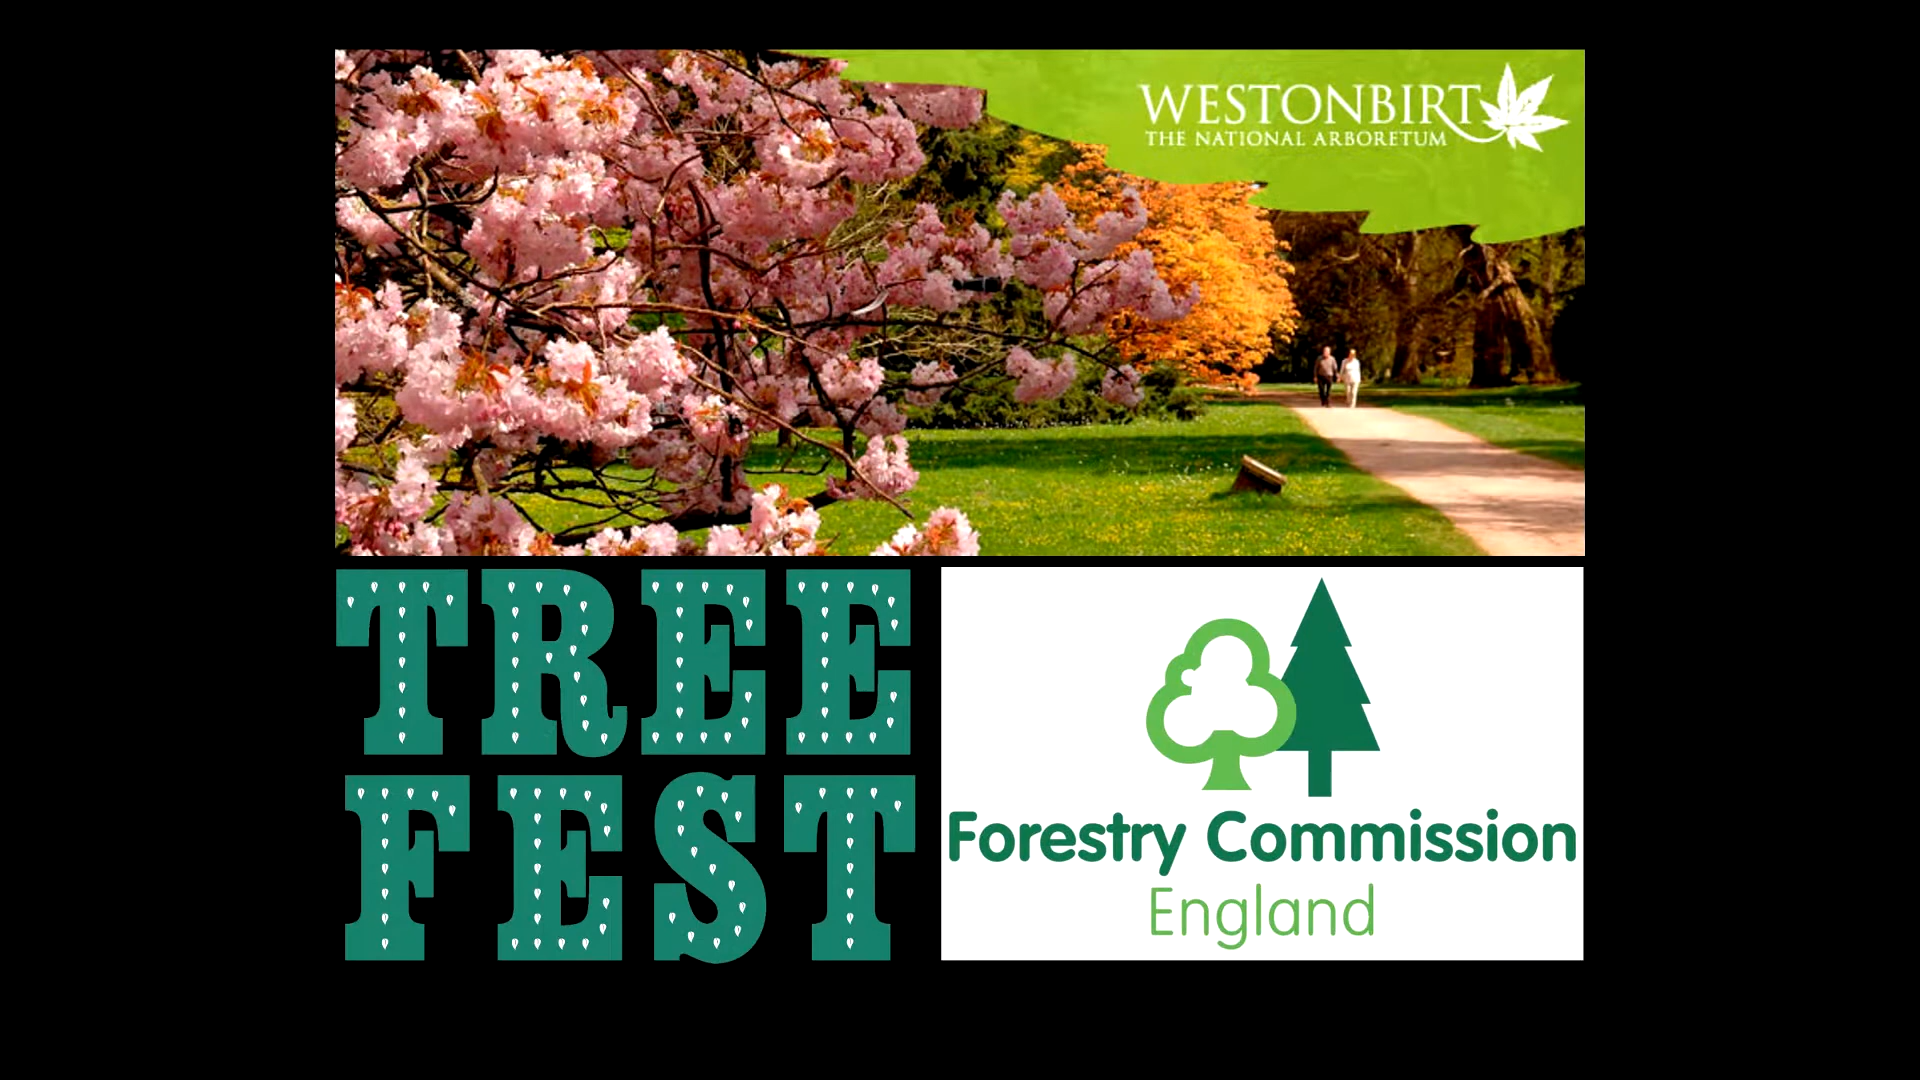 WESTONBIRT
THE NATIONAL ARBORETUM
TREE
FEST
Forestry Commission
England